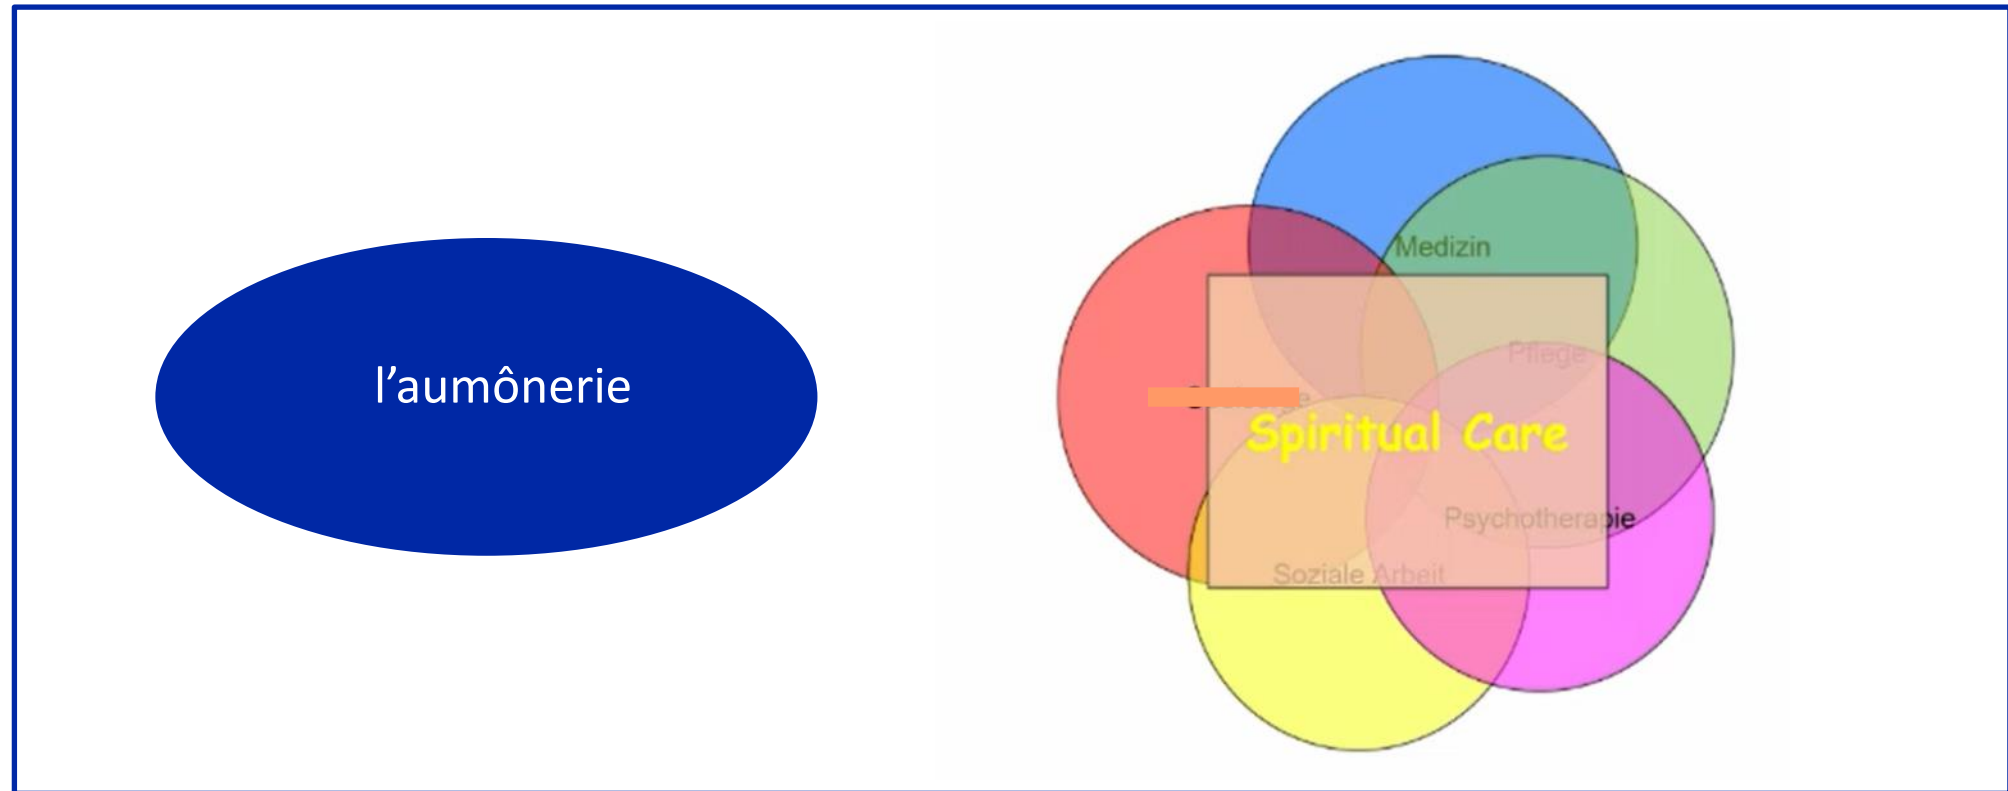 l’aumônerie
Medizin
Pflege
Spiritual Care
Psychotherapie
Soziale Arbeit